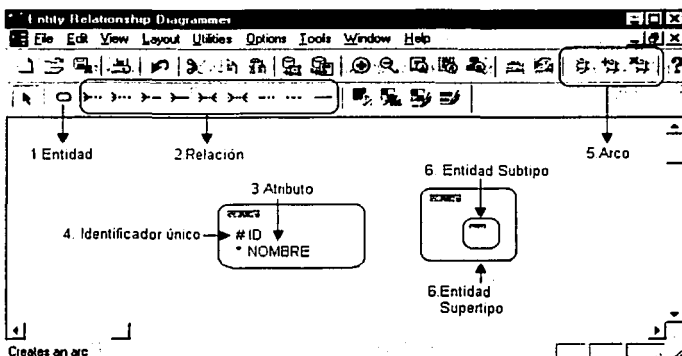 Entity Relationship Diagrammer
File Edit View Layout Utilities Options Tools Window Help
1 Entidad
2.Relación
5.Arco
6. Entidad Subtipo
3 Atributo
4. Identificador único
# ID
* NOMBRE
6.Entidad
Supertipo
Creates an arc